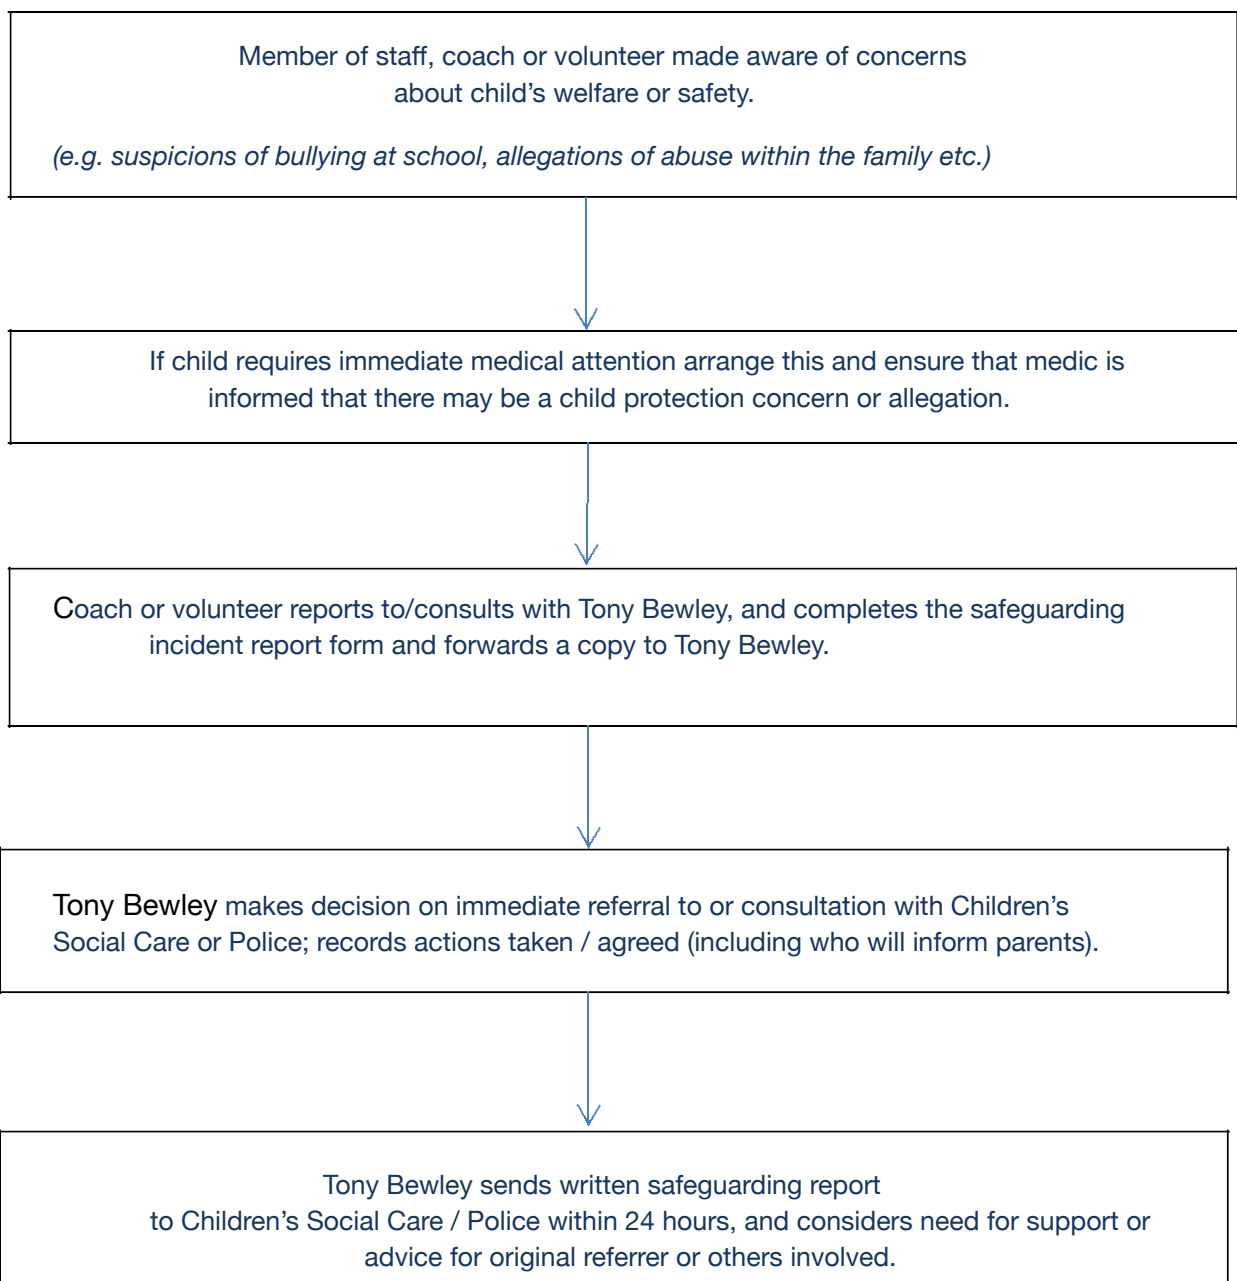 Member of staff, coach or volunteer made aware of concerns
about child’s welfare or safety.
(e.g. suspicions of bullying at school, allegations of abuse within the family etc.)
If child requires immediate medical attention arrange this and ensure that medic is
informed that there may be a child protection concern or allegation.
Coach or volunteer reports to/consults with Tony Bewley, and completes the safeguarding
incident report form and forwards a copy to Tony Bewley.
Tony Bewley makes decision on immediate referral to or consultation with Children’s
Social Care or Police; records actions taken / agreed (including who will inform parents).
Tony Bewley sends written safeguarding report
to Children’s Social Care / Police within 24 hours, and considers need for support or
advice for original referrer or others involved.